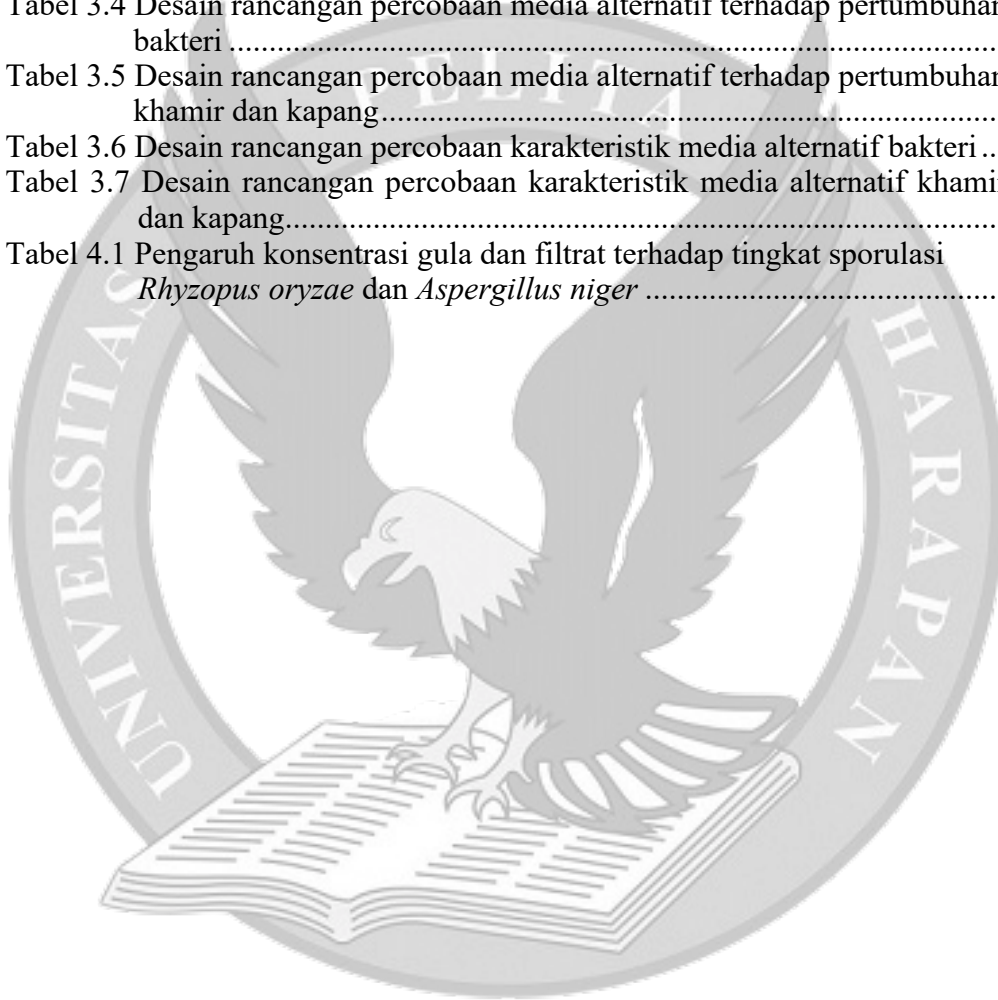 Tabel 3.4 Desain rancangan percobaan media alternatif terhadap pertumbuhan
bakteri ................................................................................................
Tabel 3.5 Desain rancangan percobaan media alternatif terhadap pertumbuhan
khamir dan kapang.......................................................................
Tabel 3.6 Desain rancangan percobaan karakteristik media alternatif bakteri ..
Tabel 3.7 Desain rancangan percobaan karakteristik media alternatif khamir
dan kapang.......................................................................................
Tabel 4.1 Pengaruh konsentrasi gula dan filtrat terhadap tingkat sporulasi
Rhyzopus oryzae dan Aspergillus niger ...................................
UNIVERSITAS PELITA HARAPAN